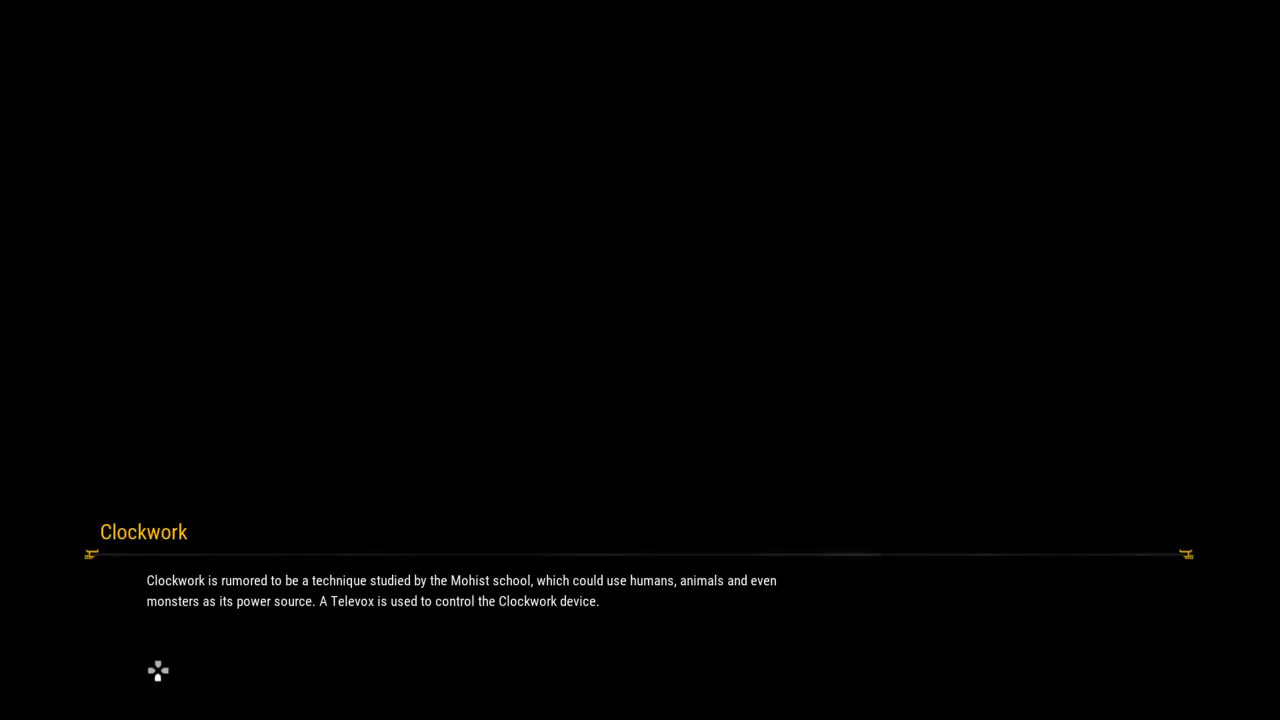 Clockwork
Clockwork is rumored to be a technique studied by the Mohist school, which could use humans, animals and even
monsters as its power source. A Televox is used to control the Clockwork device.